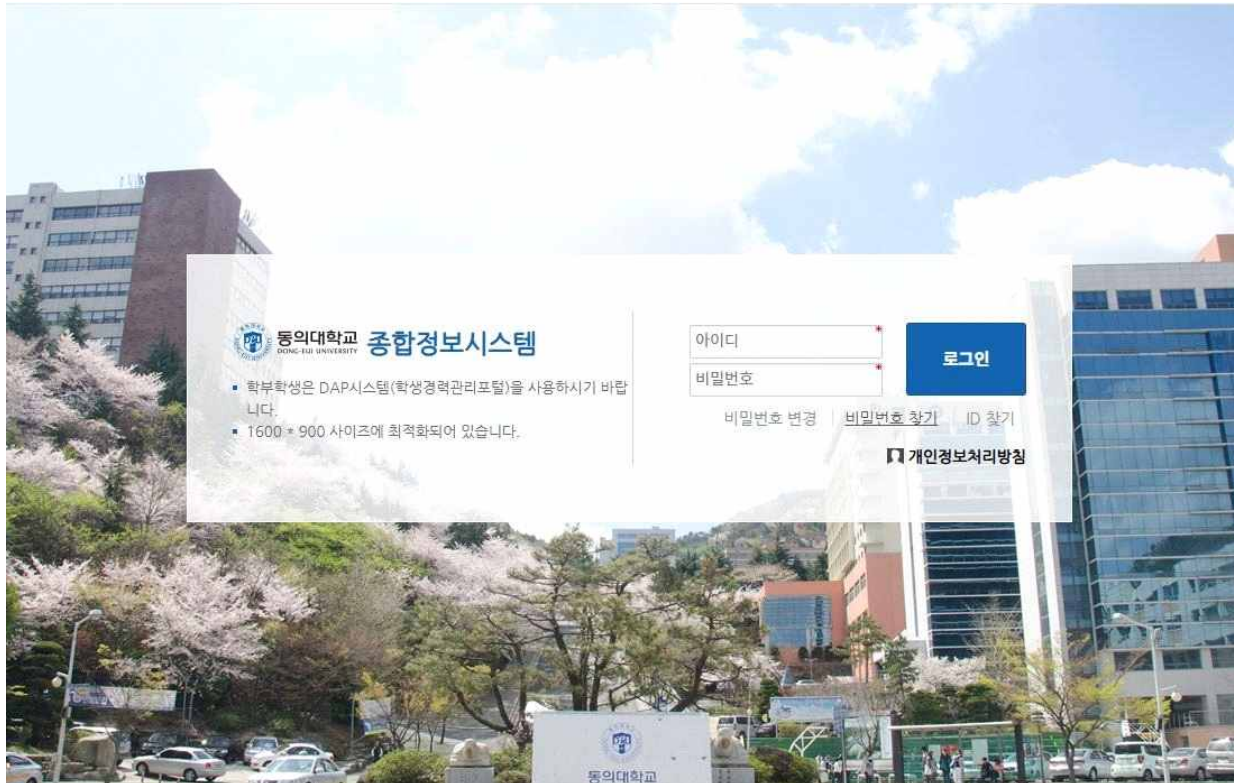 동의대학교
DONG-EUI UNIVERSITY
종합정보시스템
학부학생은 DAP시스템(학생경력관리포털)을 사용하시기 바랍
니다.
1600 * 900 사이즈에 최적화되어 있습니다.
아이디 *
비밀번호 *
로그인
비밀번호 변경 | 비밀번호 찾기 | ID 찾기
개인정보처리방침
동의대학교